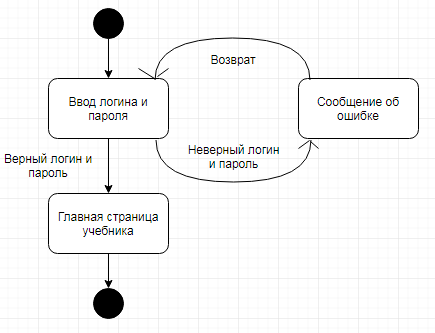 Возврат
Ввод логина и
пароля
Сообщение об
ошибке
Неверный логин
и пароль
Верный логин и
пароль
Главная страница
учебника